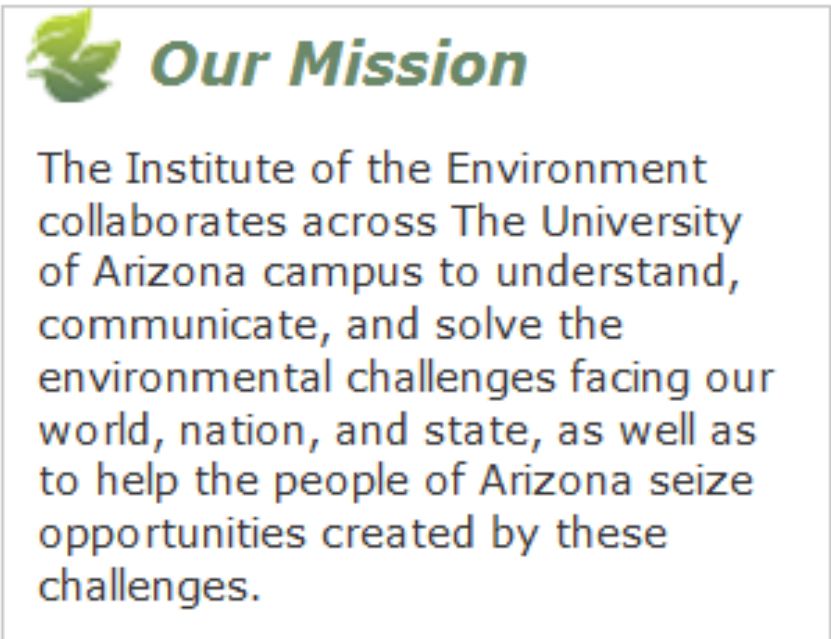 Our Mission
The Institute of the Environment
collaborates across The University
of Arizona campus to understand,
communicate, and solve the
environmental challenges facing our
world, nation, and state, as well as
to help the people of Arizona seize
opportunities created by these
challenges.